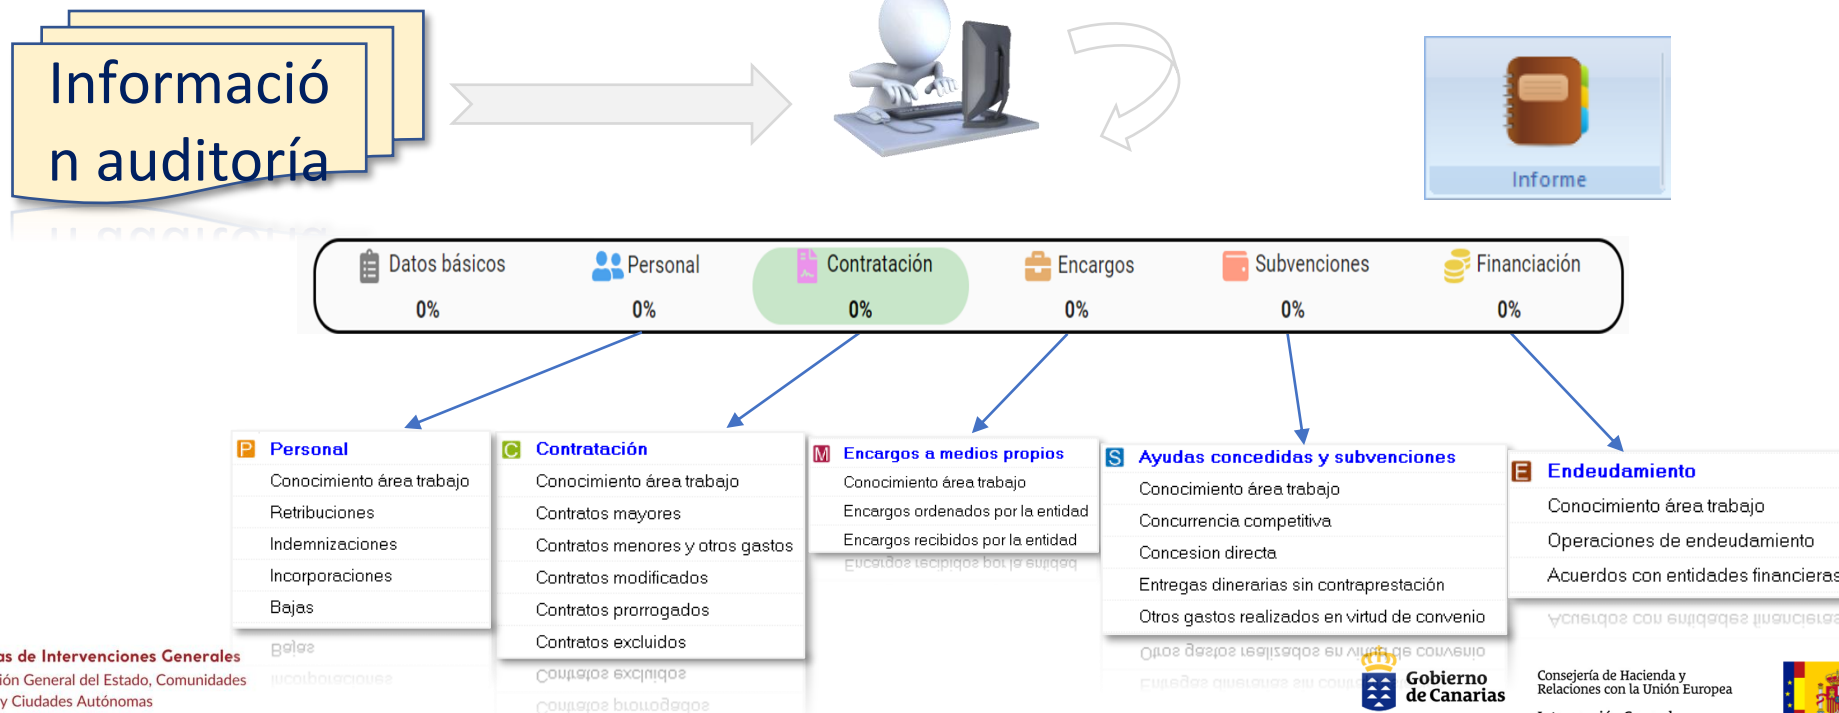 Informació
n auditoría
Informe
Datos básicos
0%
Personal
0%
Contratación
0%
Encargos
0%
Subvenciones
0%
Financiación
0%
P Personal
Conocimiento área trabajo
Retribuciones
Indemnizaciones
Incorporaciones
Bajas
C Contratación
Conocimiento área trabajo
Contratos mayores
Contratos menores y otros gastos
Contratos modificados
Contratos prorrogados
Contratos excluidos
M Encargos a medios propios
Conocimiento área trabajo
Encargos ordenados por la entidad
Encargos recibidos por la entidad
S Ayudas concedidas y subvenciones
Conocimiento área trabajo
Concurrencia competitiva
Concesion directa
Entregas dinerarias sin contraprestación
Otros gastos realizados en virtud de convenio
E Endeudamiento
Conocimiento área trabajo
Operaciones de endeudamiento
Acuerdos con entidades financieras
as de Intervenciones Generales
ión General del Estado, Comunidades
y Ciudades Autónomas
Gobierno
de Canarias
Consejería de Hacienda y
Relaciones con la Unión Europea